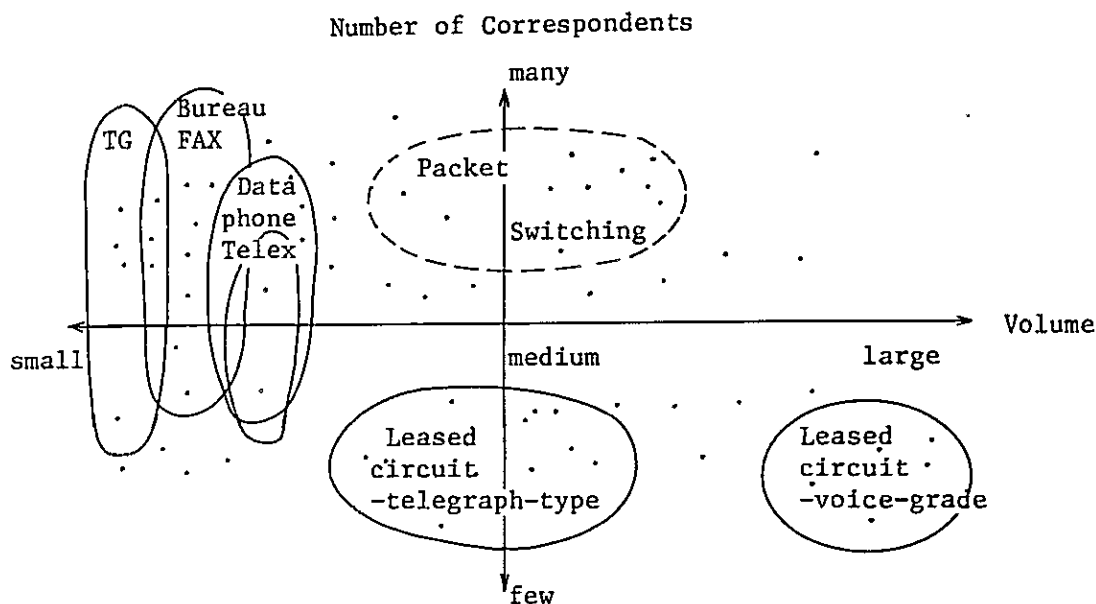 Number of Correspondents
many
Bureau
TG FAX
Packet
Data
phone
Switching
Telex
Volume
small
medium
large
Leased
circuit
-telegraph-type
Leased
circuit
-voice-grade
few